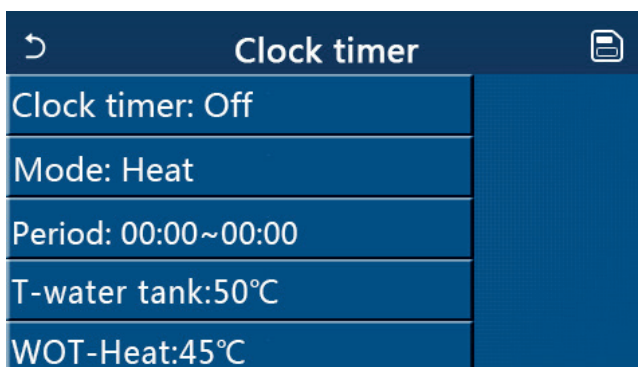 Clock timer
Clock timer: Off
Mode: Heat
Period: 00:00~00:00
T-water tank:50℃
WOT-Heat:45℃